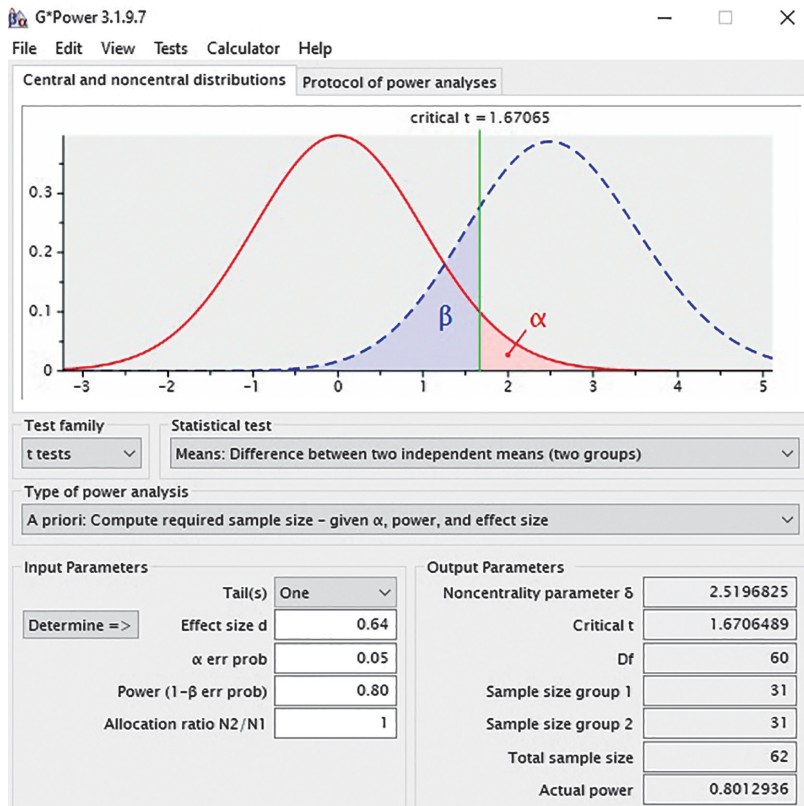 βα G*Power 3.1.9.7
File Edit View Tests Calculator Help
Central and noncentral distributions Protocol of power analyses
critical t = 1.67065
0.3
0.2
0.1
0
β
α
-3 -2 -1 0 1 2 3 4 5
Test family Statistical test
t tests Means: Difference between two independent means (two groups)
Type of power analysis
A priori: Compute required sample size – given α, power, and effect size
Input Parameters Output Parameters
Tail(s) One Noncentrality parameter δ 2.5196825
Determine => Effect size d 0.64 Critical t 1.6706489
α err prob 0.05 Df 60
Power (1-β err prob) 0.80 Sample size group 1 31
Allocation ratio N2/N1 1 Sample size group 2 31
Total sample size 62
Actual power 0.8012936